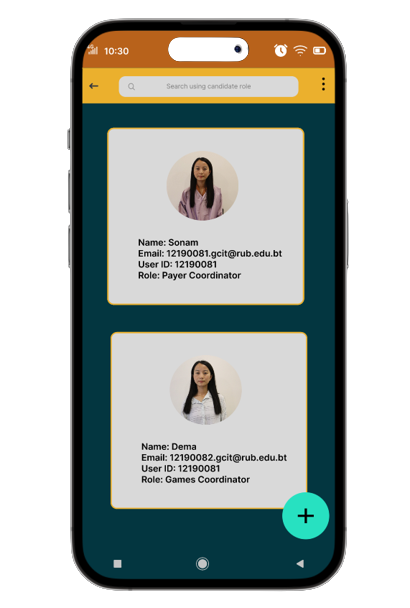 10:30
Search using candidate role
Name: Sonam
Email: 12190081.gcit@rub.edu.bt
User ID: 12190081
Role: Payer Coordinator
Name: Dema
Email: 12190082.gcit@rub.edu.bt
User ID: 12190081
Role: Games Coordinator